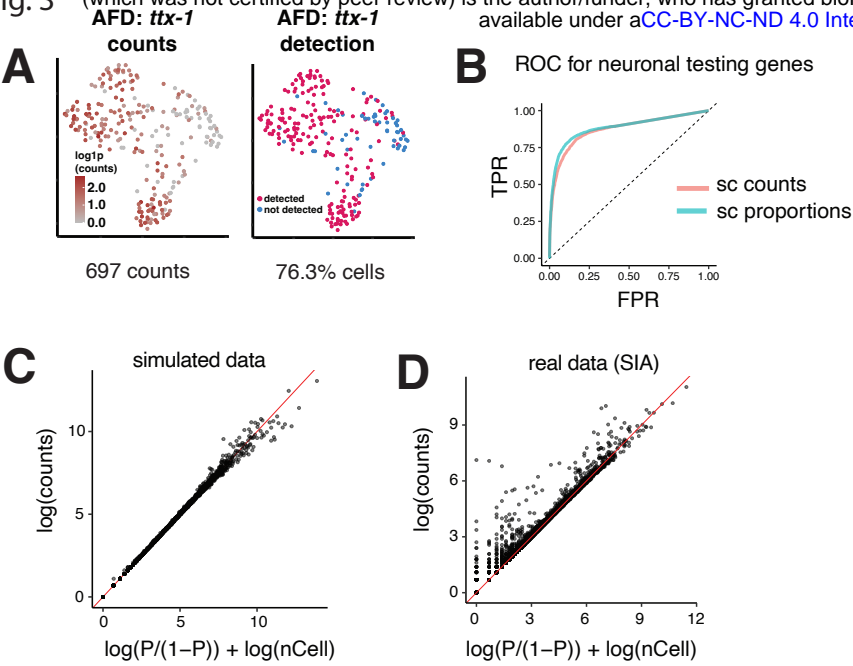 (which was not certified by peer review) is the author/funder, who has granted
available under aCC-BY-NC-ND 4.0
A
AFD: ttx-1
counts
log1p
(counts)
2.0
1.0
0.0
697 counts
AFD: ttx-1
detection
detected
not detected
76.3% cells
B
ROC for neuronal testing genes
TPR
1.00
0.75
0.50
0.25
0.00
0.00 0.25 0.50 0.75 1.00
FPR
sc counts
sc proportions
C
simulated data
log(counts)
10
5
0
0 5 10
log(P/(1−P)) + log(nCell)
D
real data (SIA)
log(counts)
9
6
3
0
0 3 6 9 12
log(P/(1−P)) + log(nCell)